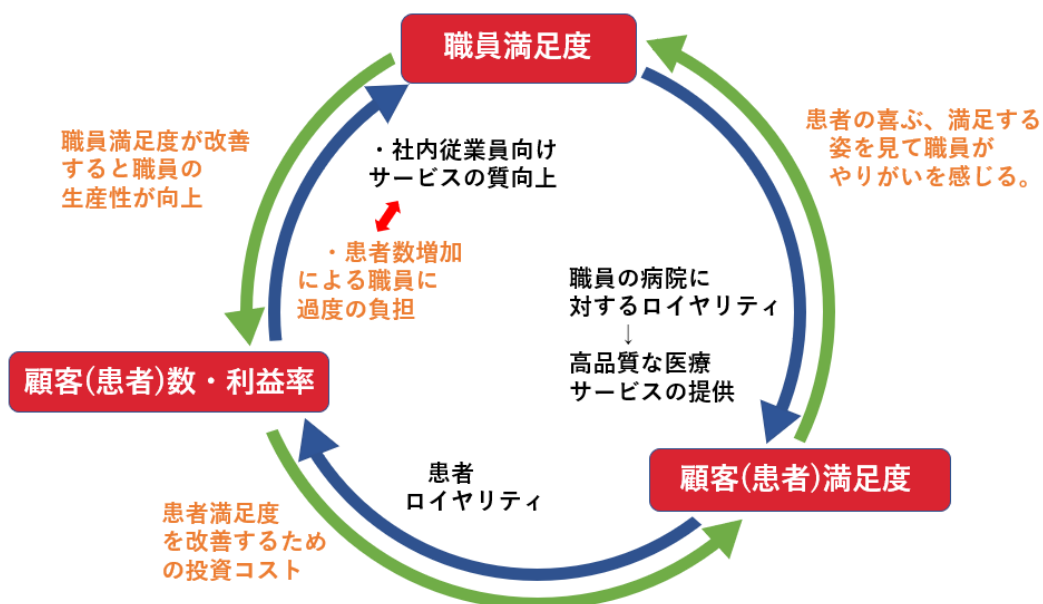 職員満足度
職員満足度が改善
すると職員の
生産性が向上
・社内従業員向け
サービスの質向上
・患者数増加
による職員に
過度の負担
患者の喜ぶ、満足する
姿を見て職員が
やりがいを感じる。
職員の病院に
対するロイヤリティ
↓
高品質な医療
サービスの提供
顧客(患者)数・利益率
顧客(患者)満足度
患者
ロイヤリティ
患者満足度
を改善するため
の投資コスト